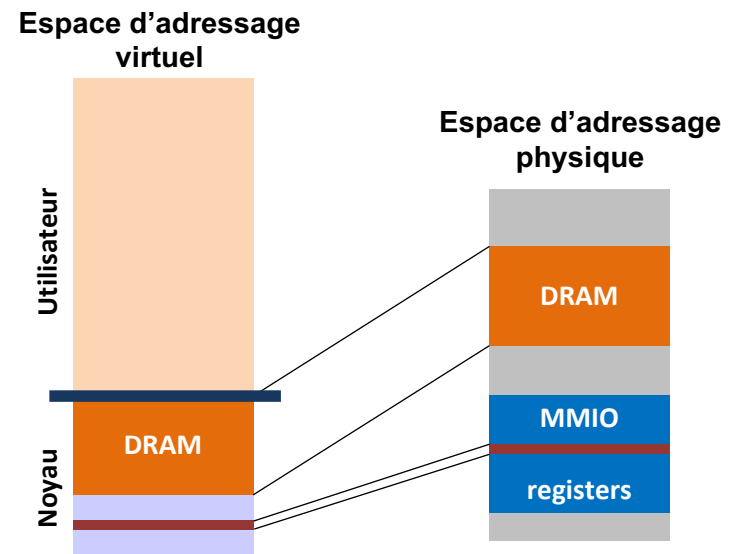 Espace d’adressage
virtuel
Utilisateur
Noyau
DRAM
Espace d’adressage
physique
DRAM
MMIO
registers